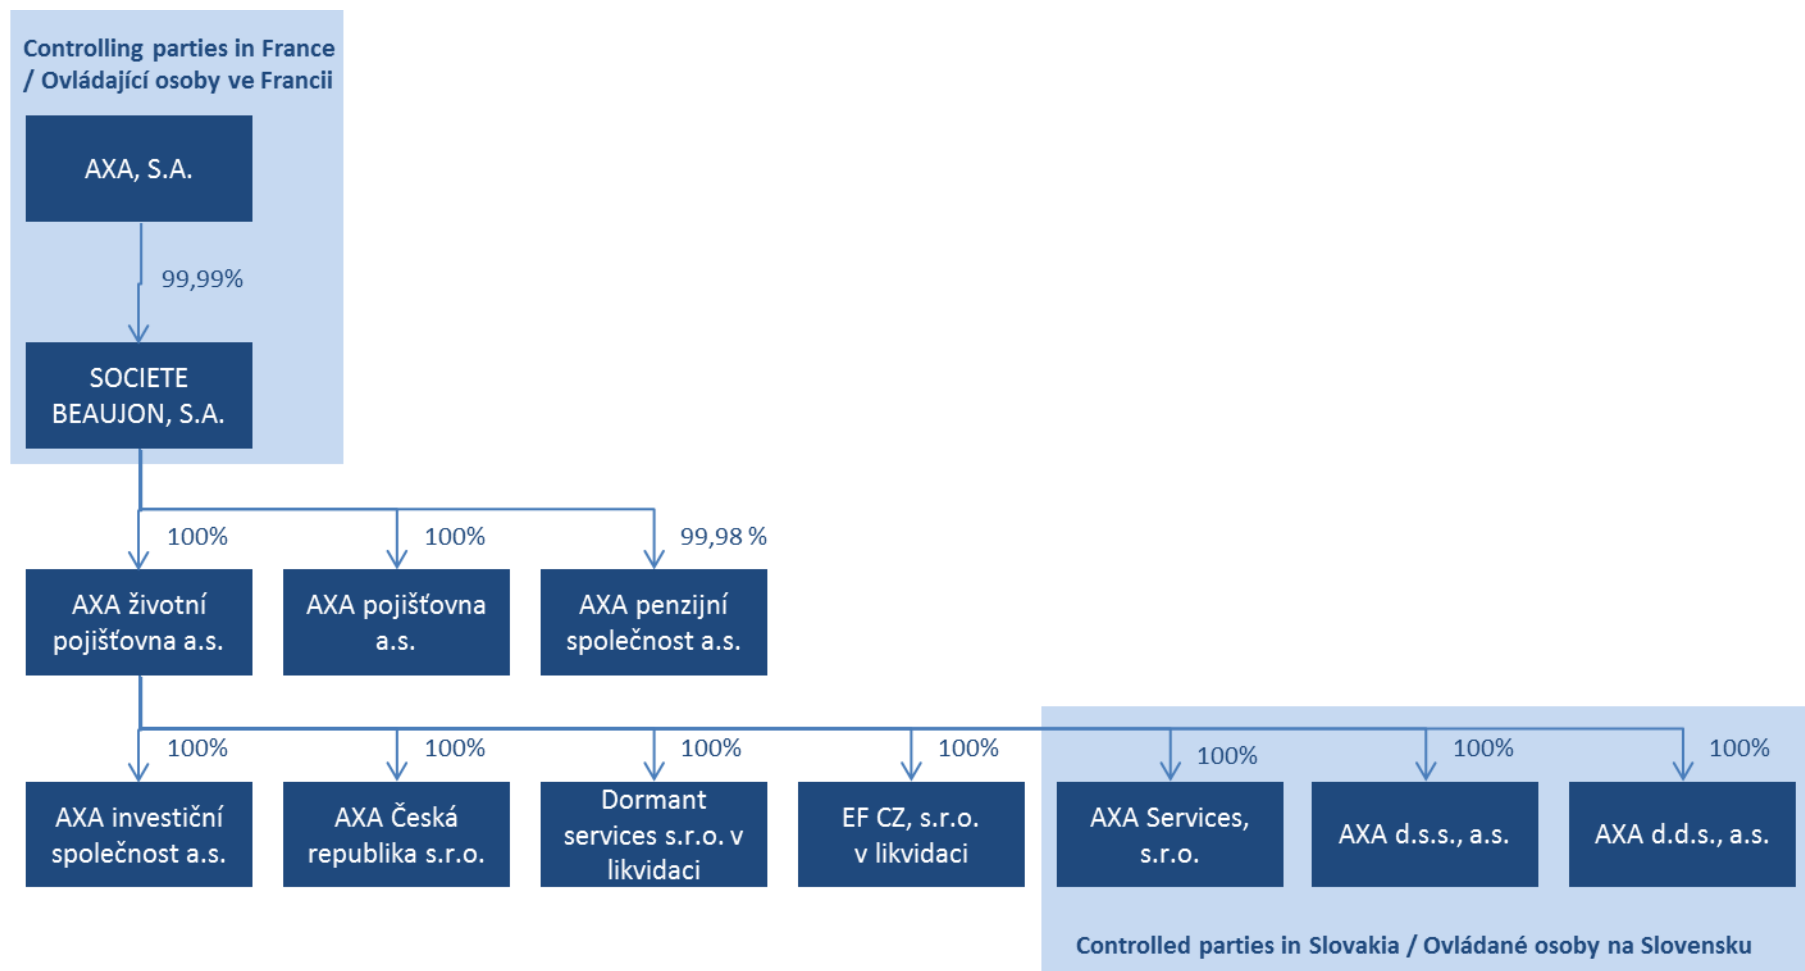 Controlling parties in France
/ Ovládající osoby ve Francii
AXA, S.A.
99,99%
SOCIETE
BEAUJON, S.A.
100%
100%
99,98 %
AXA životní
pojišťovna a.s.
AXA pojišťovna
a.s.
AXA penzijní
společnost a.s.
100%
100%
100%
100%
100%
100%
100%
AXA investiční
společnost a.s.
AXA Česká
republika s.r.o.
Dormant
services s.r.o. v
likvidaci
EF CZ, s.r.o.
v likvidaci
AXA Services,
s.r.o.
AXA d.s.s., a.s.
AXA d.d.s., a.s.
Controlled parties in Slovakia / Ovládané osoby na Slovensku